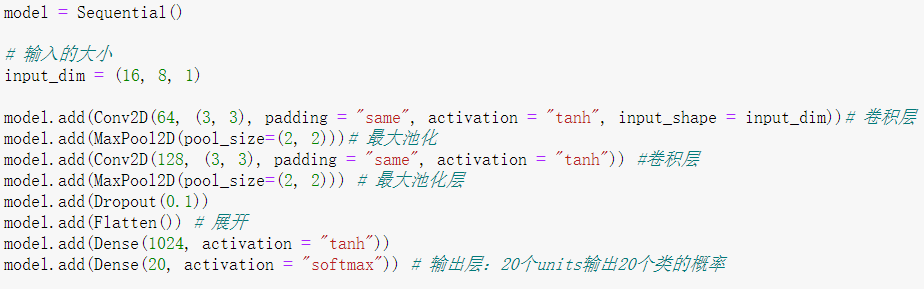 model = Sequential()
# 输入的大小
input_dim = (16, 8, 1)
model.add(Conv2D(64, (3, 3), padding = "same", activation = "tanh", input_shape = input_dim))# 卷积层
model.add(MaxPool2D(pool_size=(2, 2)))# 最大池化
model.add(Conv2D(128, (3, 3), padding = "same", activation = "tanh")) #卷积层
model.add(MaxPool2D(pool_size=(2, 2))) # 最大池化层
model.add(Dropout(0.1))
model.add(Flatten()) # 展开
model.add(Dense(1024, activation = "tanh"))
model.add(Dense(20, activation = "softmax")) # 输出层：20个units输出20个类的概率